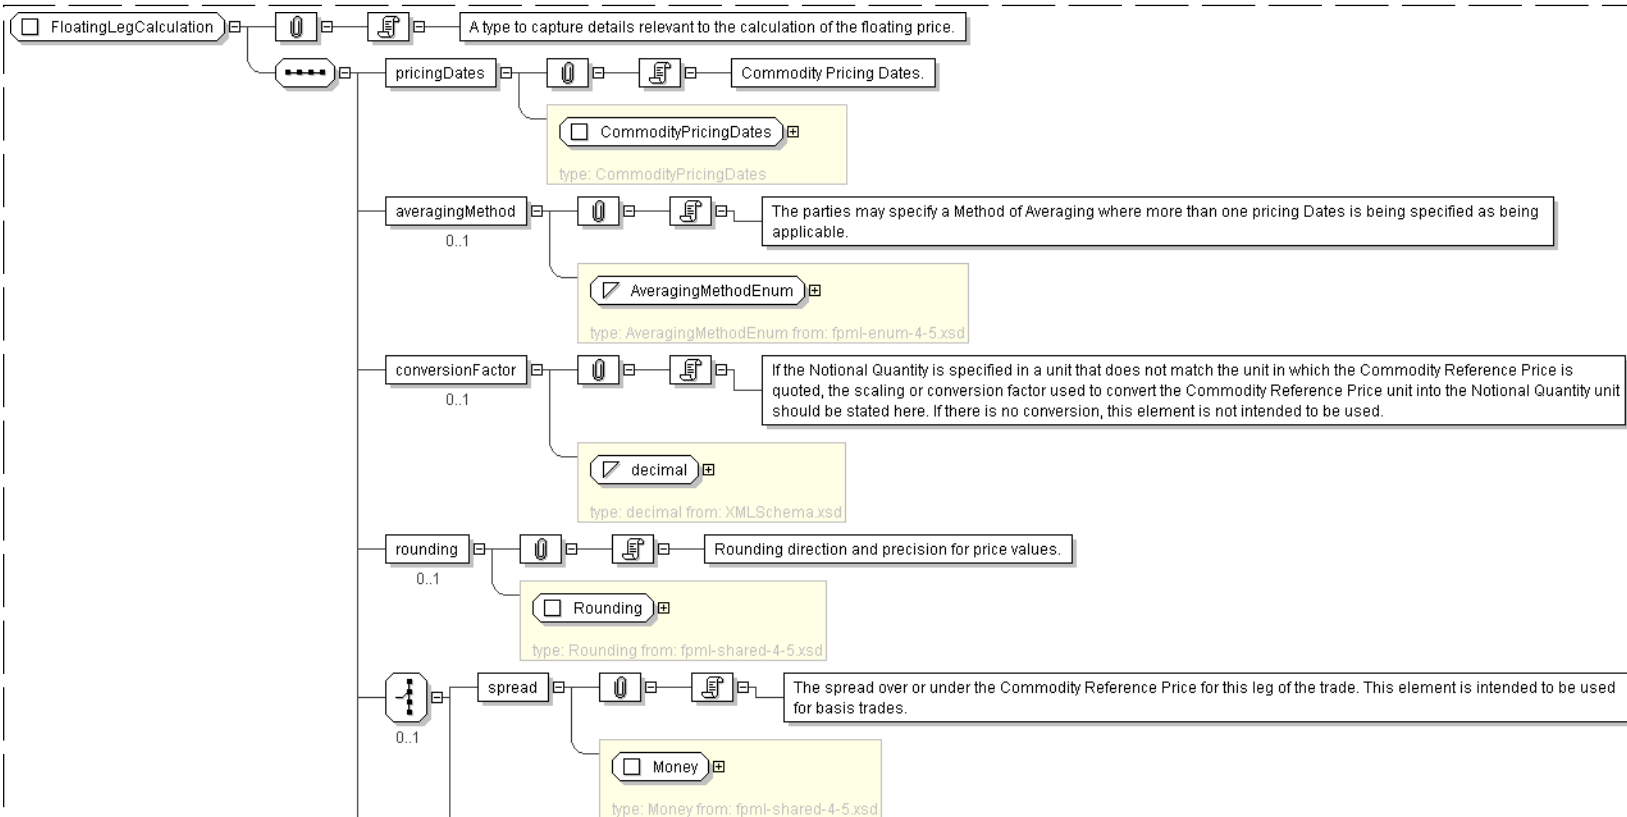 FloatingLegCalculation
A type to capture details relevant to the calculation of the floating price.
pricingDates
Commodity Pricing Dates.
CommodityPricingDates
type: CommodityPricingDates
averagingMethod
0..1
The parties may specify a Method of Averaging where more than one pricing Dates is being specified as being
applicable.
AveragingMethodEnum
type: AveragingMethodEnum from: fpml-enum-4-5.xsd
conversionFactor
0..1
If the Notional Quantity is specified in a unit that does not match the unit in which the Commodity Reference Price is
quoted, the scaling or conversion factor used to convert the Commodity Reference Price unit into the Notional Quantity unit
should be stated here. If there is no conversion, this element is not intended to be used.
decimal
type: decimal from: XMLSchema.xsd
rounding
0..1
Rounding direction and precision for price values.
Rounding
type: Rounding from: fpml-shared-4-5.xsd
0..1
spread
The spread over or under the Commodity Reference Price for this leg of the trade. This element is intended to be used
for basis trades.
Money
type: Money from: fpml-shared-4-5.xsd